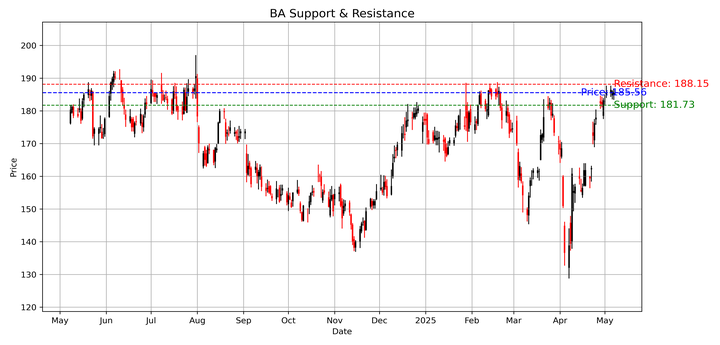 BA Support & Resistance
200
190
180
170
160
150
140
130
120
Price
Resistance: 188.15
Price: 185.56
Support: 181.73
May Jun Jul Aug Sep Oct Nov Dec 2025 Feb Mar Apr May
Date